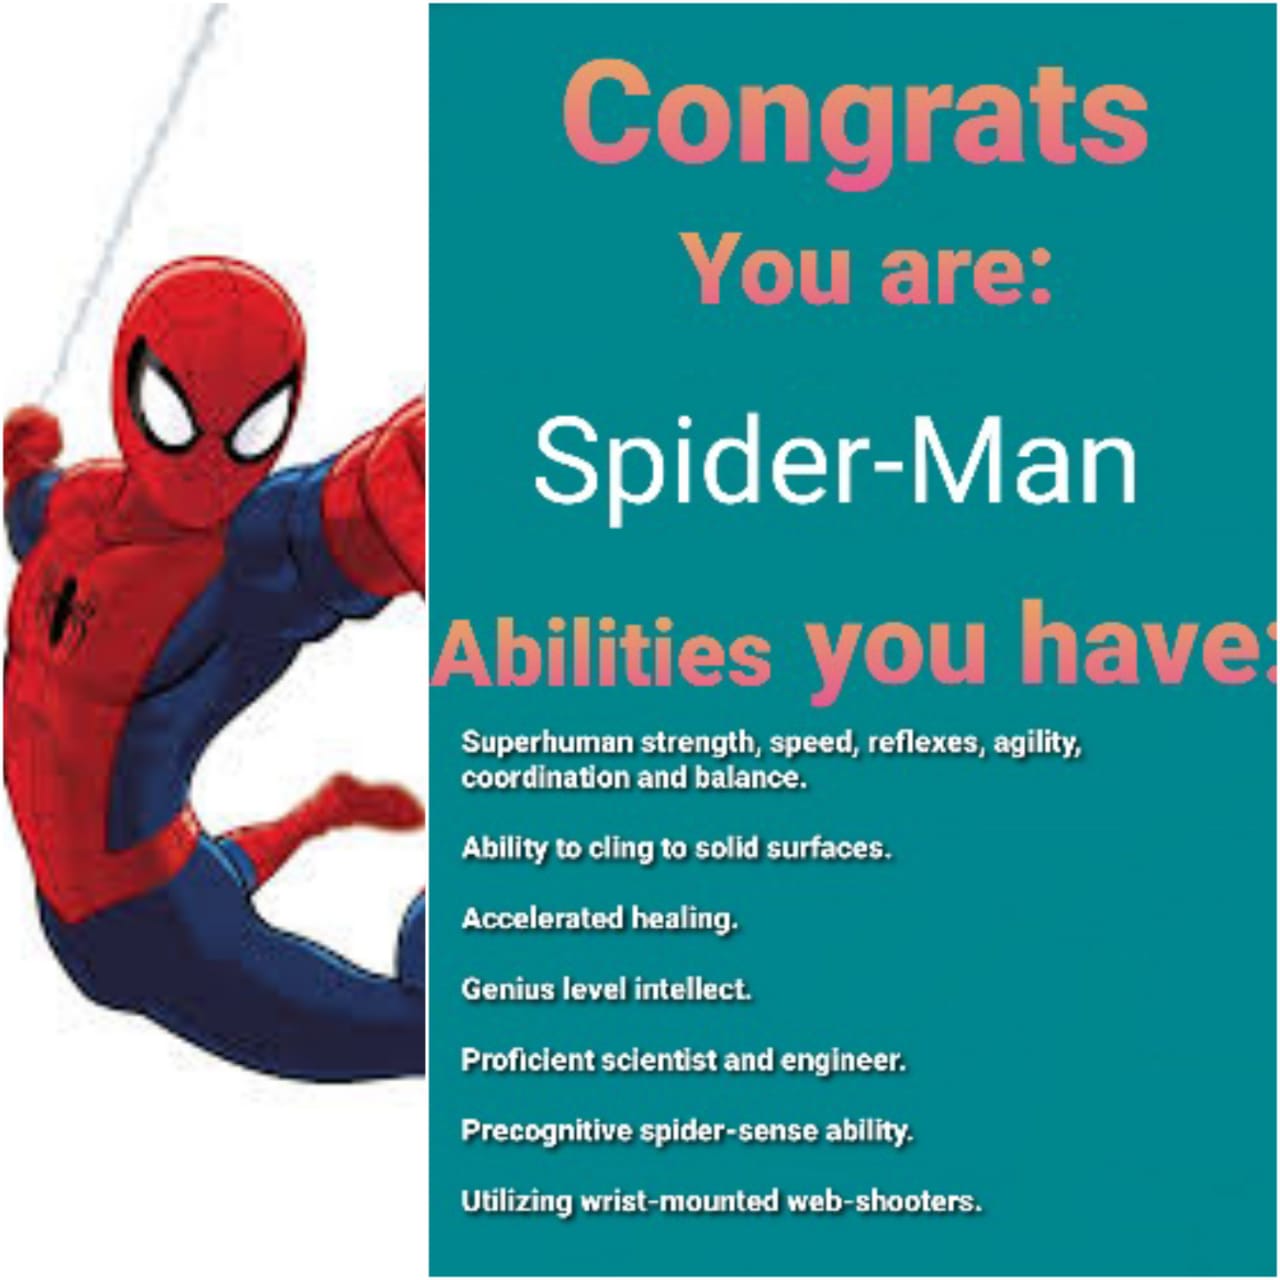 Congrats
You are:
Spider-Man
Abilities you have:
Superhuman strength, speed, reflexes, agility,
coordination and balance.
Ability to cling to solid surfaces.
Accelerated healing.
Genius level intellect.
Proficient scientist and engineer.
Precognitive spider-sense ability.
Utilizing wrist-mounted web-shooters.